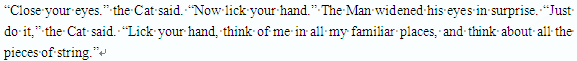 “Close your eyes.” the Cat said. “Now lick your hand.” The Man widened his eyes in surprise. “Just
do it,” the Cat said. “Lick your hand, think of me in all my familiar places, and think about all the
pieces of string.”↵